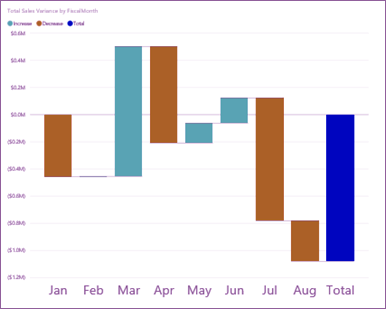 Total Sales Variance by FiscalMonth
Increase Decrease Total
$0.6M
$0.4M
$0.2M
$0.0M
($0.2M)
($0.4M)
($0.6M)
($0.8M)
($1.0M)
($1.2M)
Jan Feb Mar Apr May Jun Jul Aug Total